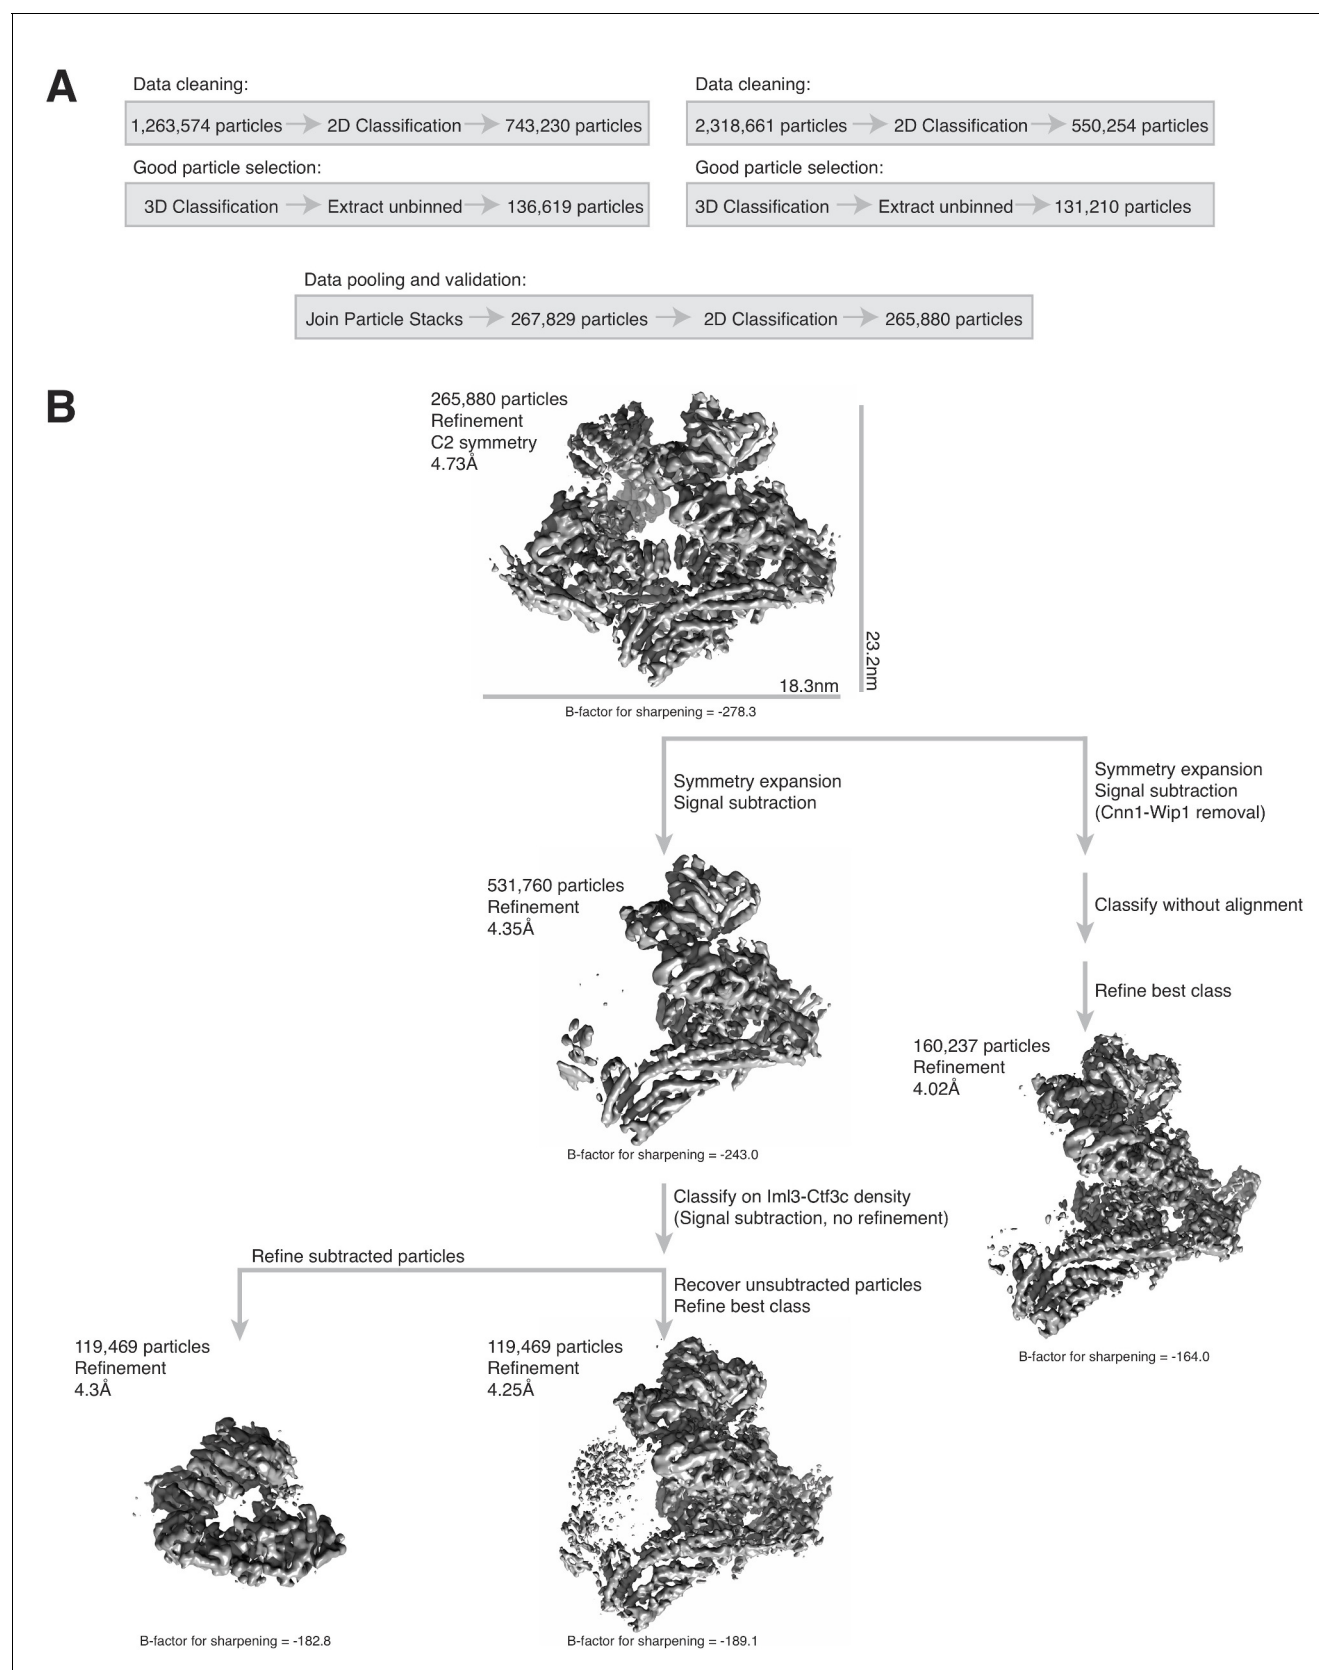 A
Data cleaning:
1,263,574 particles 2D Classification 743,230 particles
Good particle selection:
3D Classification Extract unbinned 136,619 particles
Data cleaning:
2,318,661 particles 2D Classification 550,254 particles
Good particle selection:
3D Classification Extract unbinned 131,210 particles
Data pooling and validation:
Join Particle Stacks 267,829 particles 2D Classification 265,880 particles
B
265,880 particles
Refinement
C2 symmetry
4.73Å
23.2nm
18.3nm
B-factor for sharpening = -278.3
Symmetry expansion
Signal subtraction
Symmetry expansion
Signal subtraction
(Cnn1-Wip1 removal)
531,760 particles
Refinement
4.35Å
Classify without alignment
Refine best class
160,237 particles
Refinement
4.02Å
B-factor for sharpening = -243.0
Classify on Iml3-Ctf3c density
(Signal subtraction, no refinement)
Refine subtracted particles
Recover unsubtracted particles
Refine best class
B-factor for sharpening = -164.0
119,469 particles
Refinement
4.3Å
119,469 particles
Refinement
4.25Å
B-factor for sharpening = -182.8
B-factor for sharpening = -189.1